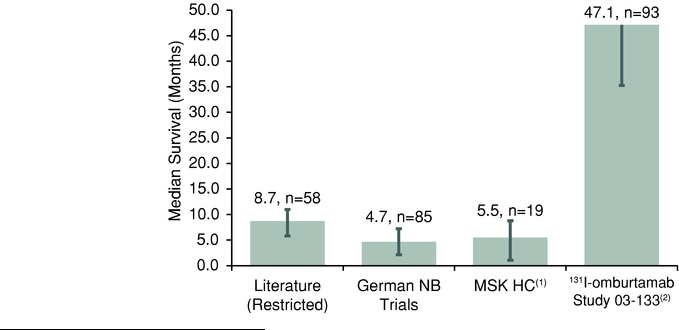 50.0
45.0
40.0
35.0
30.0
25.0
20.0
15.0
10.0
5.0
0.0
Median Survival (Months)
8.7, n=58
4.7, n=85
5.5, n=19
47.1, n=93
Literature
(Restricted)
German NB
Trials
MSK HC(1)
131I-omburtamab
Study 03-133(2)